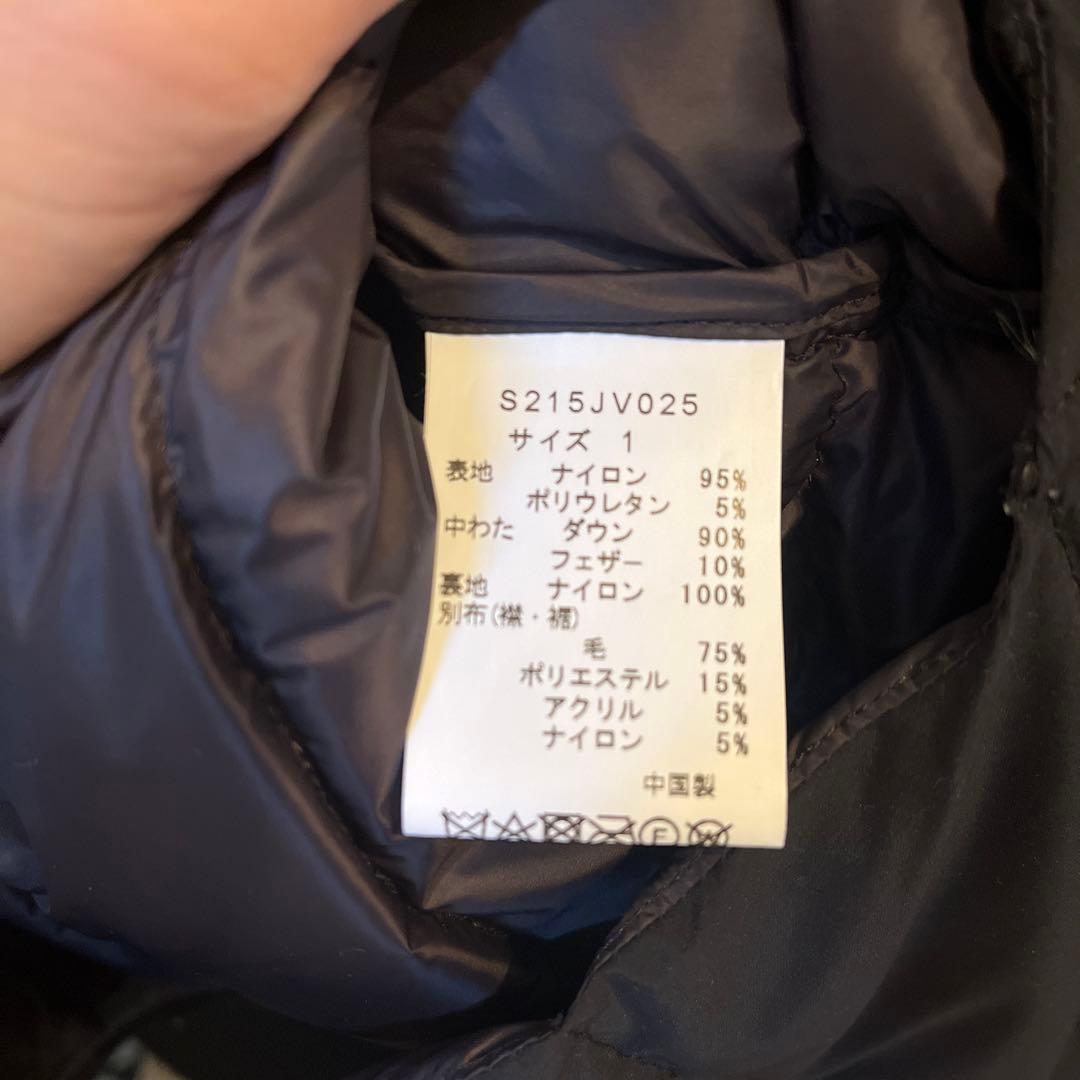 S215JV025
サイズ 1
表地 ナイロン 95%
ポリウレタン 5%
中わた ダウン 90%
フェザー 10%
裏地 ナイロン 100%
別布(襟・裾)
毛 75%
ポリエステル 15%
アクリル 5%
ナイロン 5%
中国製
F W